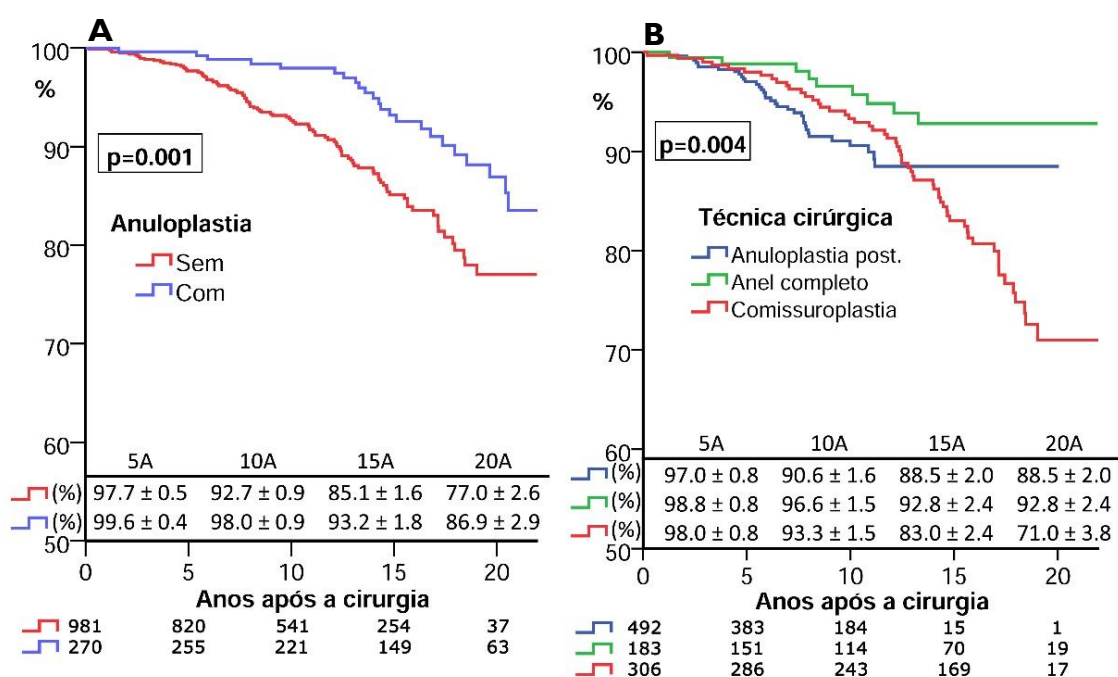 A
100
%
90
80
70
60
50
p=0.001
Anuloplastia
Sem
Com
5A 10A 15A 20A
(%) 97.7 ± 0.5 92.7 ± 0.9 85.1 ± 1.6 77.0 ± 2.6
(%) 99.6 ± 0.4 98.0 ± 0.9 93.2 ± 1.8 86.9 ± 2.9
0 5 10 15 20
Anos após a cirurgia
981 820 541 254 37
270 255 221 149 63
B
100
%
90
80
70
60
50
p=0.004
Técnica cirúrgica
Anuloplastia post.
Anel completo
Comissuroplastia
5A 10A 15A 20A
(%) 97.0 ± 0.8 90.6 ± 1.6 88.5 ± 2.0 88.5 ± 2.0
(%) 98.8 ± 0.8 96.6 ± 1.5 92.8 ± 2.4 92.8 ± 2.4
(%) 98.0 ± 0.8 93.3 ± 1.5 83.0 ± 2.4 71.0 ± 3.8
0 5 10 15 20
Anos após a cirurgia
492 383 184 15 1
183 151 114 70 19
306 286 243 169 17